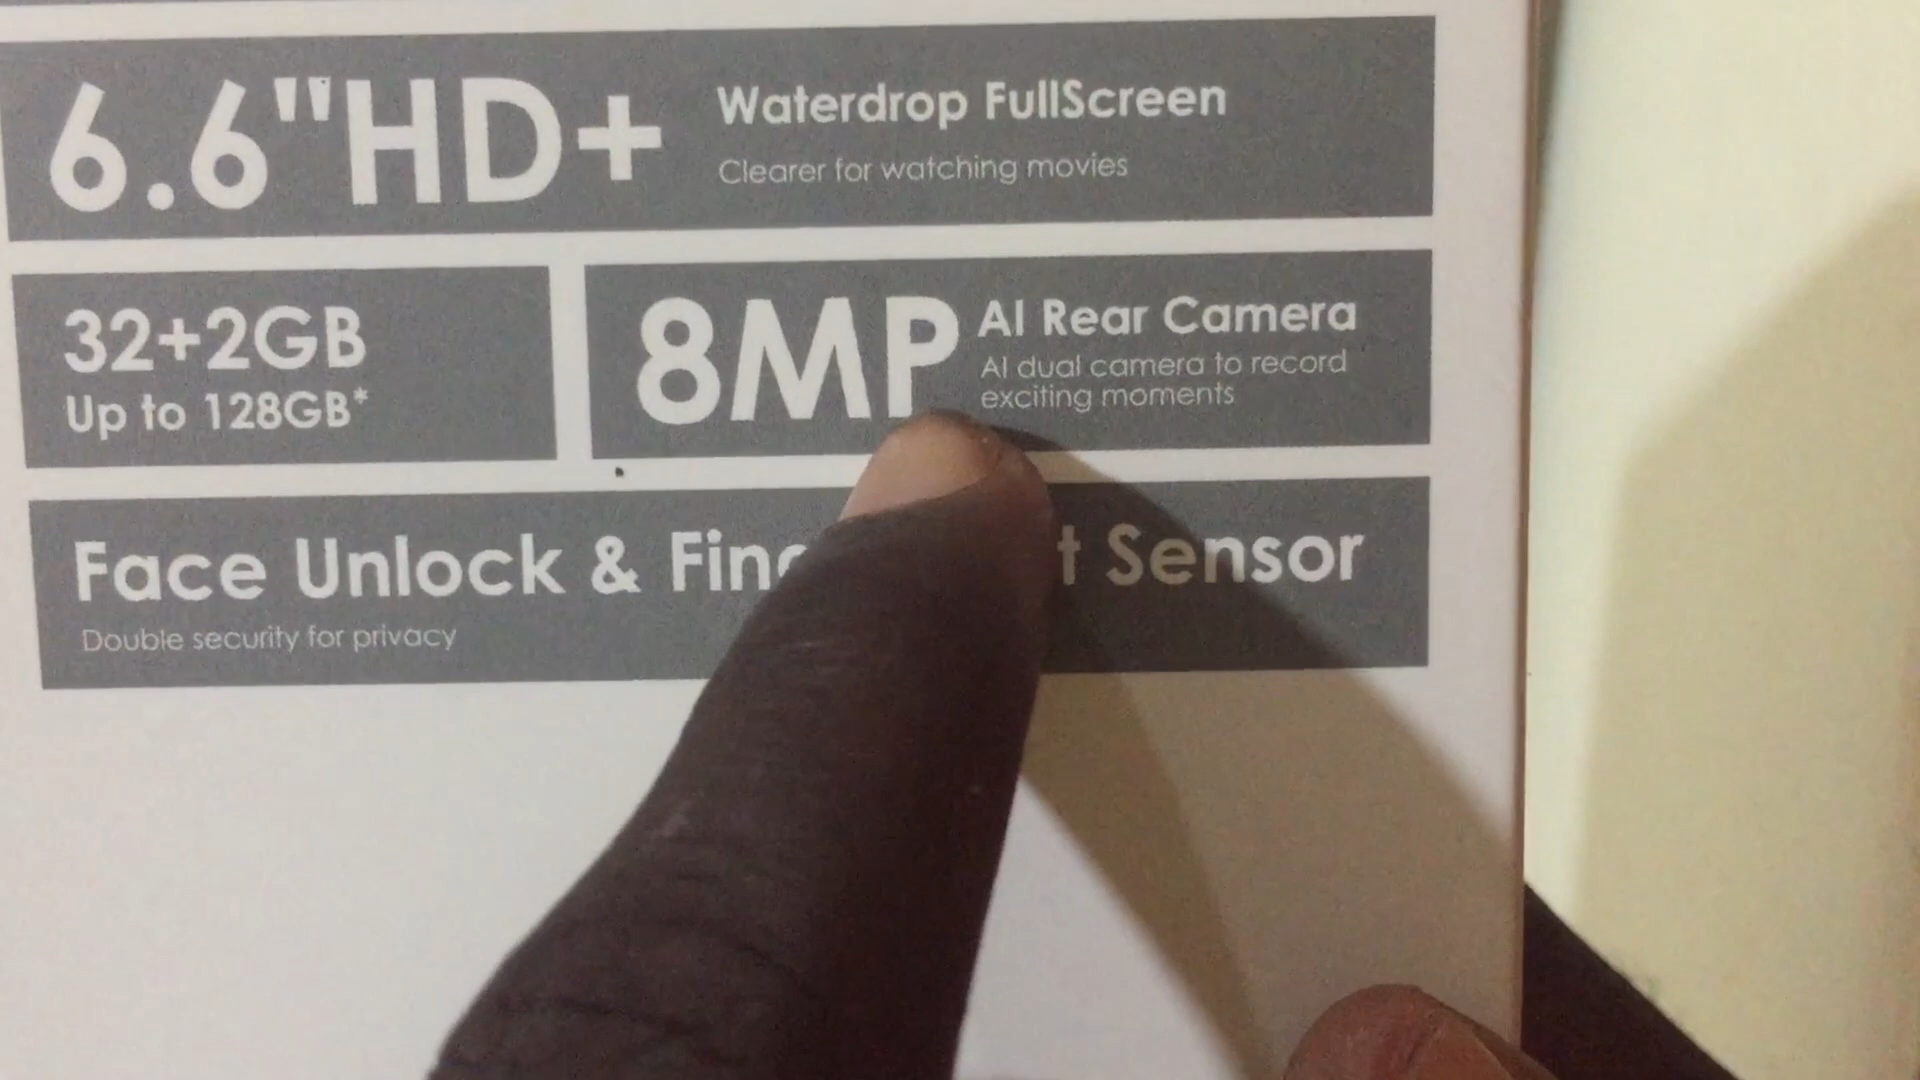 6.6"HD+
Waterdrop FullScreen
Clearer for watching movies
32+2GB
Up to 128GB*
8MP
AI Rear Camera
AI dual camera to record
exciting moments
Face Unlock & Sensor
Double security for privacy